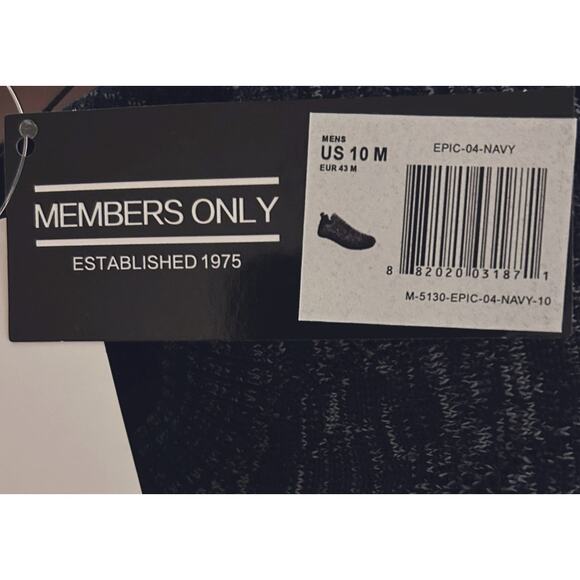 MEMBERS ONLY
ESTABLISHED 1975
MENS
US 10 M
EUR 43 M
EPIC-04-NAVY
8 82020 03187 1
M-5130-EPIC-04-NAVY-10